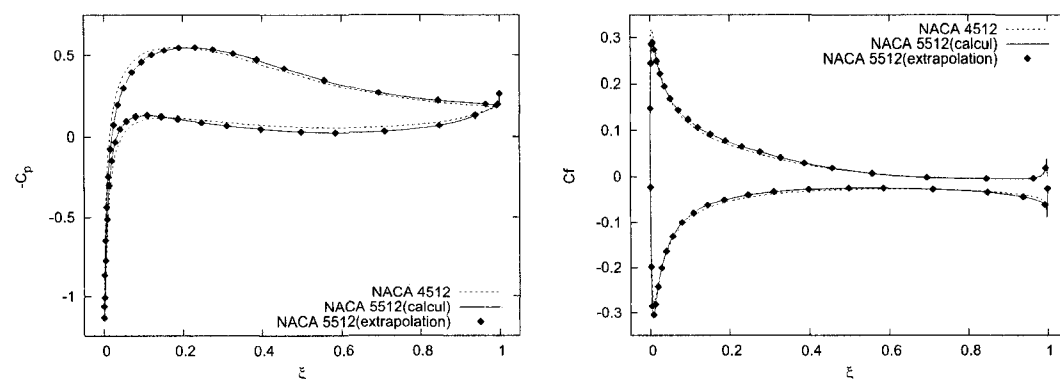 0.5
0
-0.5
-1
-Cp
NACA 4512
NACA 5512(calcul)
NACA 5512(extrapolation)
0 0.2 0.4 0.6 0.8 1
ξ
0.3
0.2
0.1
0
-0.1
-0.2
-0.3
Cf
NACA 4512
NACA 5512(calcul)
NACA 5512(extrapolation)
0 0.2 0.4 0.6 0.8 1
ξ